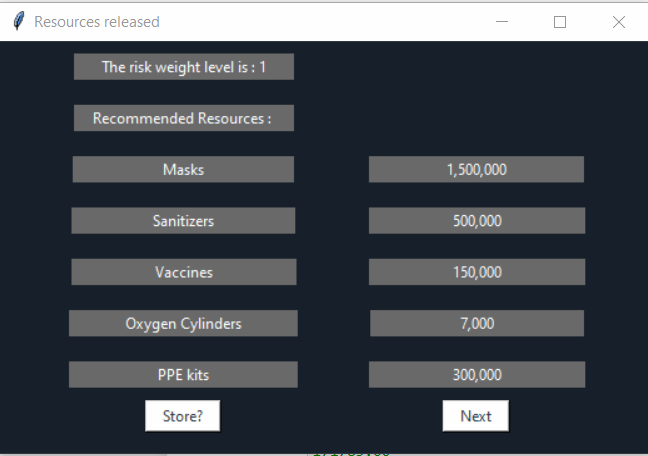 Resources released
The risk weight level is : 1
Recommended Resources :
Masks 1,500,000
Sanitizers 500,000
Vaccines 150,000
Oxygen Cylinders 7,000
PPE kits 300,000
Store? Next